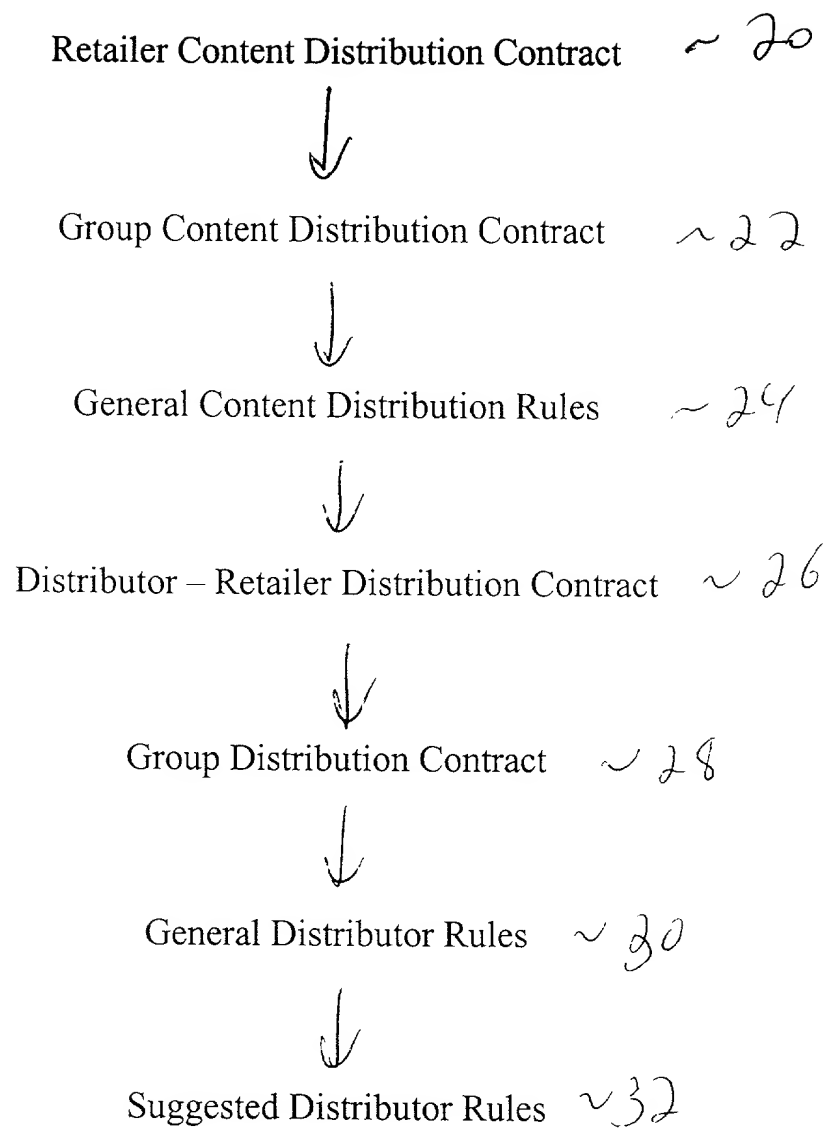 Retailer Content Distribution Contract ~ 20
Group Content Distribution Contract ~ 22
General Content Distribution Rules ~ 24
Distributor – Retailer Distribution Contract ~ 26
Group Distribution Contract ~ 28
General Distributor Rules ~ 30
Suggested Distributor Rules ~ 32